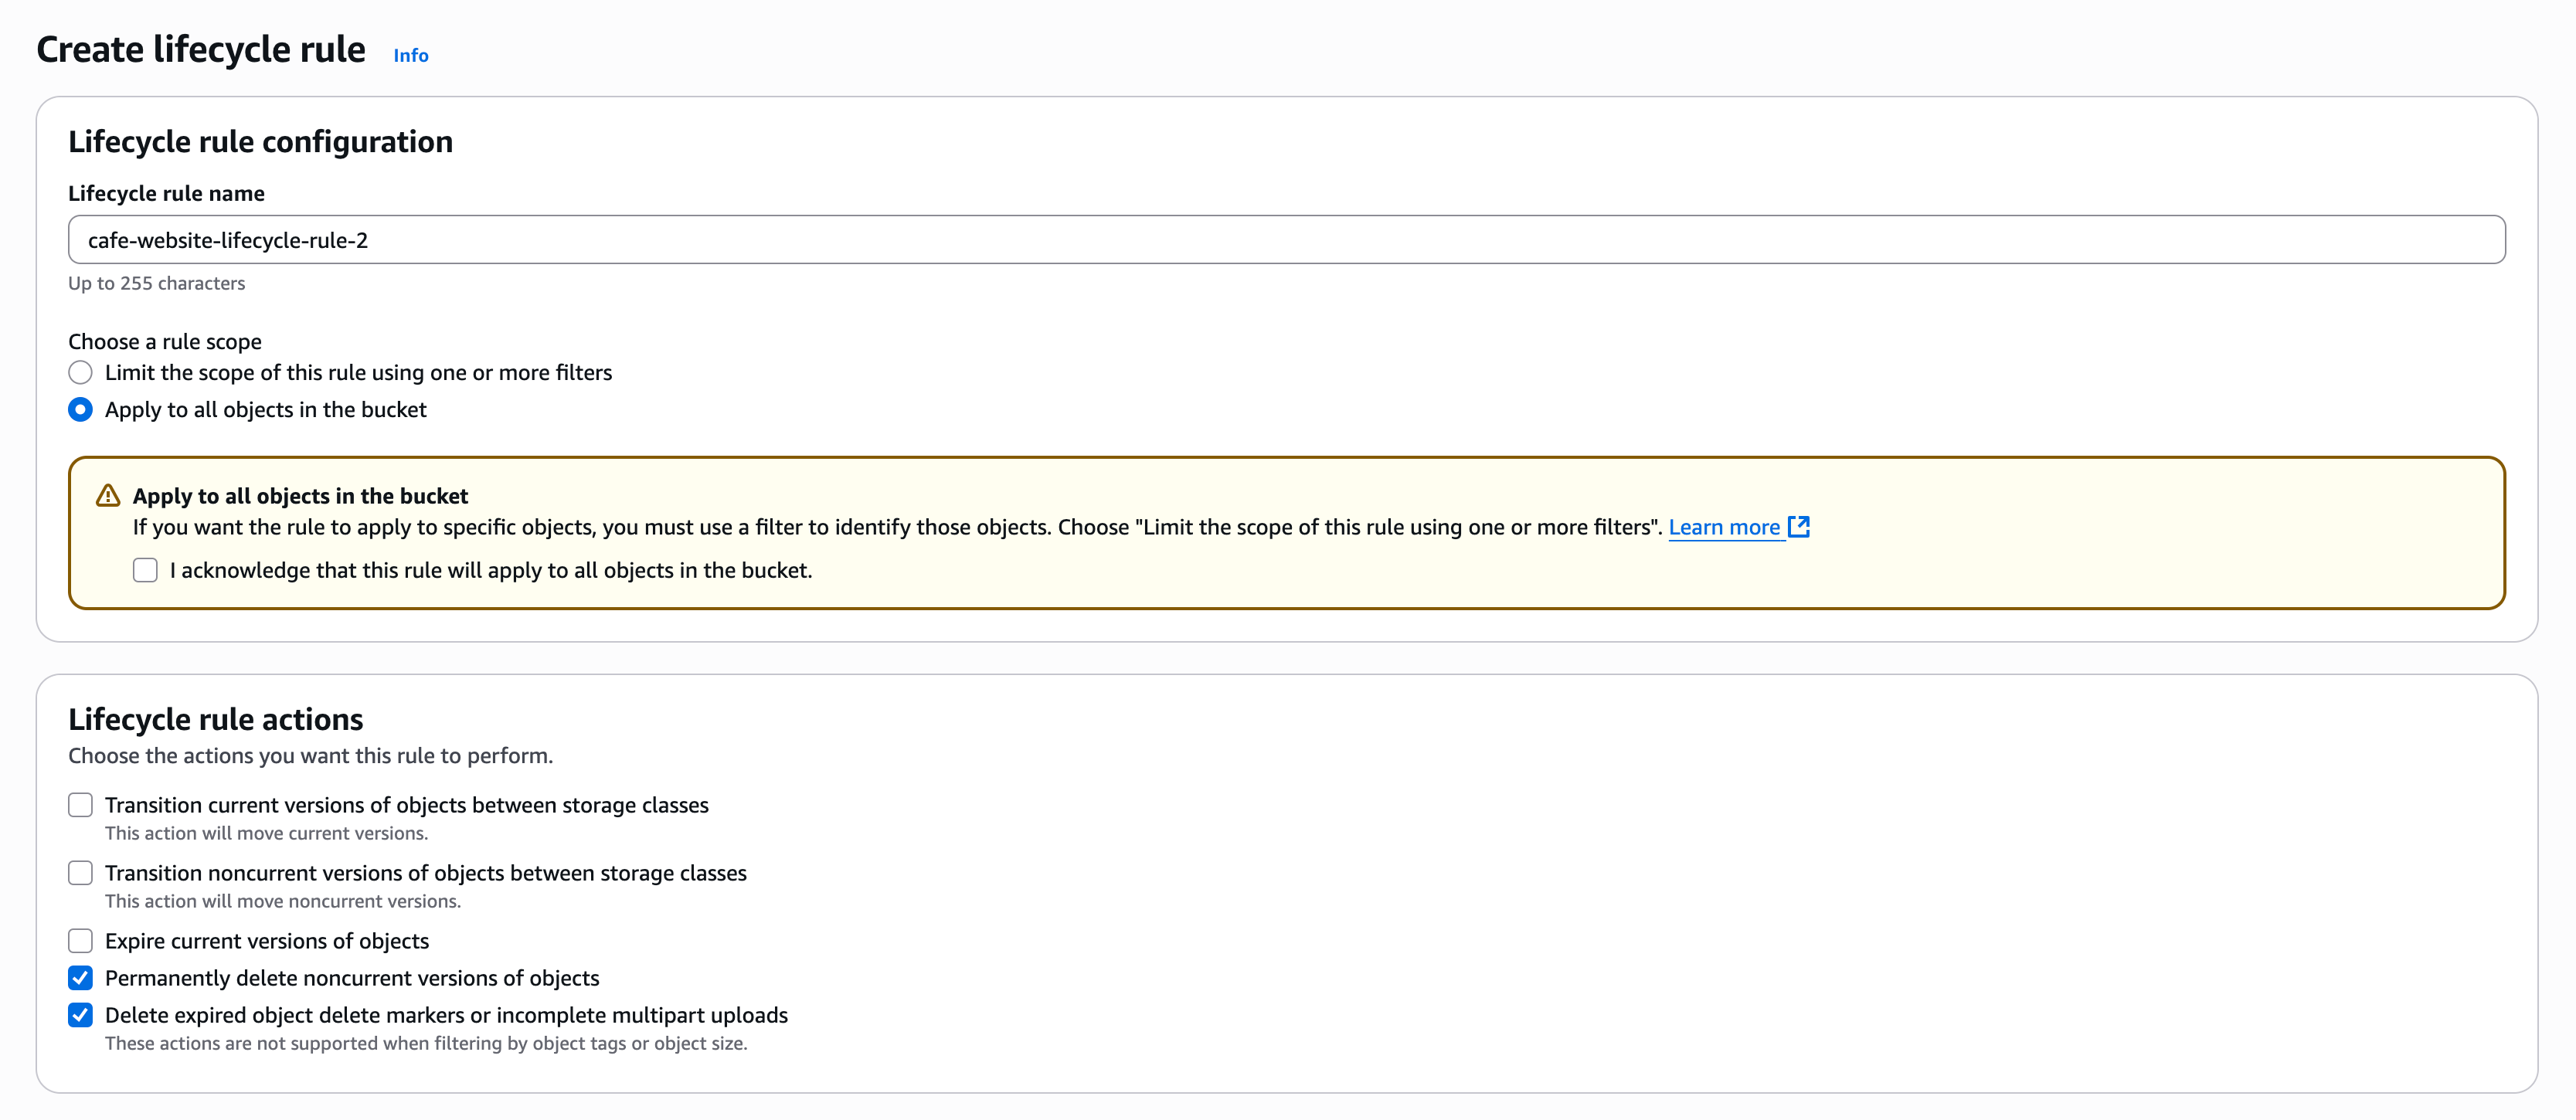 Create lifecycle rule Info
Lifecycle rule configuration
Lifecycle rule name
cafe-website-lifecycle-rule-2
Up to 255 characters
Choose a rule scope
Limit the scope of this rule using one or more filters
Apply to all objects in the bucket
Apply to all objects in the bucket
If you want the rule to apply to specific objects, you must use a filter to identify those objects. Choose "Limit the scope of this rule using one or more filters". Learn more
I acknowledge that this rule will apply to all objects in the bucket.
Lifecycle rule actions
Choose the actions you want this rule to perform.
Transition current versions of objects between storage classes
This action will move current versions.
Transition noncurrent versions of objects between storage classes
This action will move noncurrent versions.
Expire current versions of objects
Permanently delete noncurrent versions of objects
Delete expired object delete markers or incomplete multipart uploads
These actions are not supported when filtering by object tags or object size.